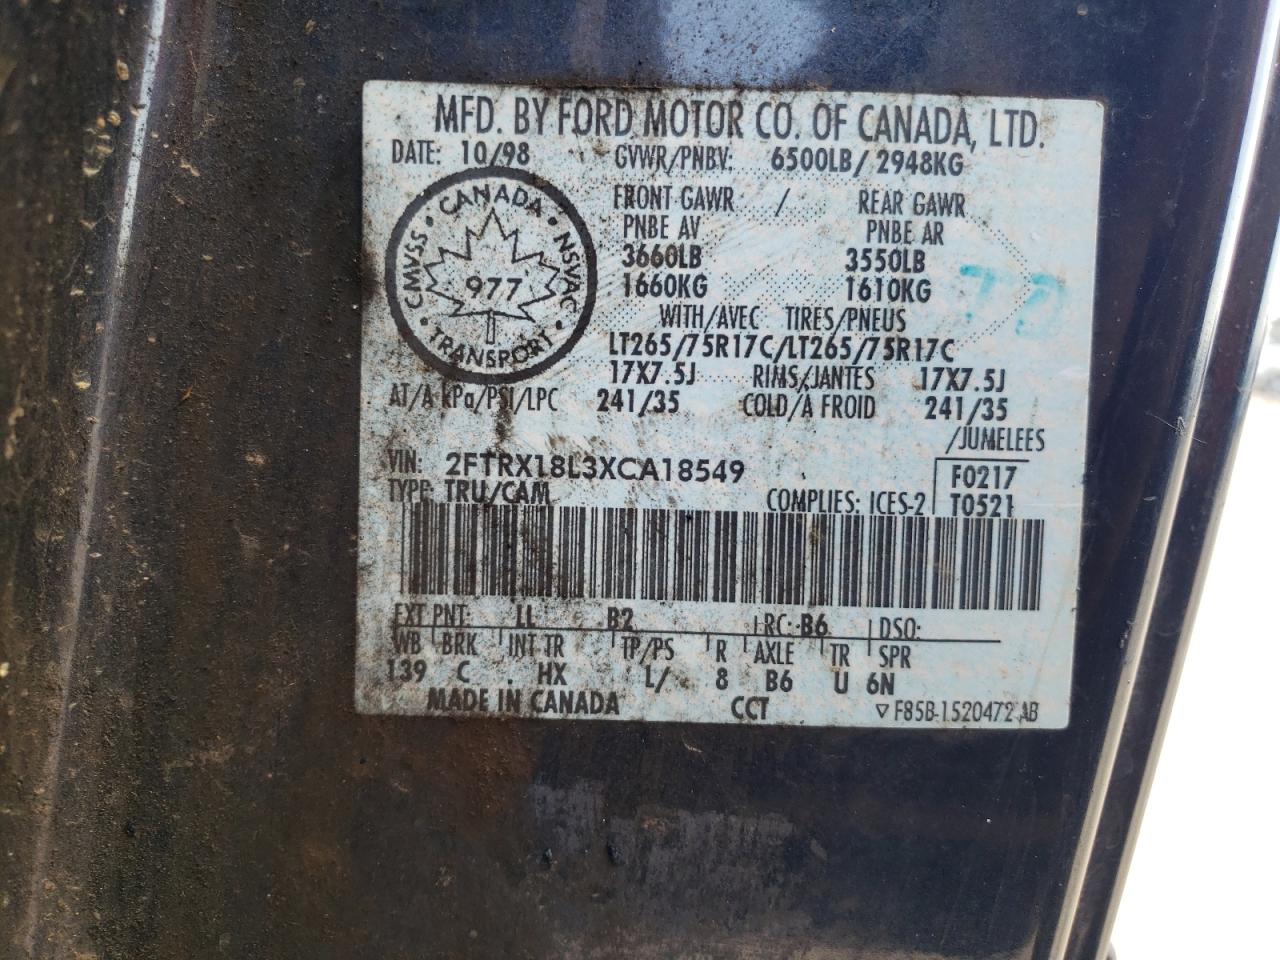 MFD. BY FORD MOTOR CO. OF CANADA, LTD.
DATE: 10/98 GVWR/PNBV: 6500LB/ 2948KG
CANADA · NSVAC · TRANSPORT · CMVSS ·
977
FRONT GAWR / REAR GAWR
PNBE AV PNBE AR
3660LB 3550LB
1660KG 1610KG
WITH/AVEC TIRES/PNEUS
LT265/75R17C/LT265/75R17C
17X7.5J RIMS/JANTES 17X7.5J
AT/A kPa/PSI/LPC 241/35 COLD/A FROID 241/35
/JUMELEES
VIN: 2FTRX18L3XCA18549 F0217
TYPE: TRU/CAM COMPLIES: ICES-2 T0521
EXT PNT: LL B2 RC: B6 DSO:
WB BRK INT TR TP/PS R AXLE TR SPR
139 C HX L/ 8 B6 U 6N
MADE IN CANADA CCT F85B-1520472 AB